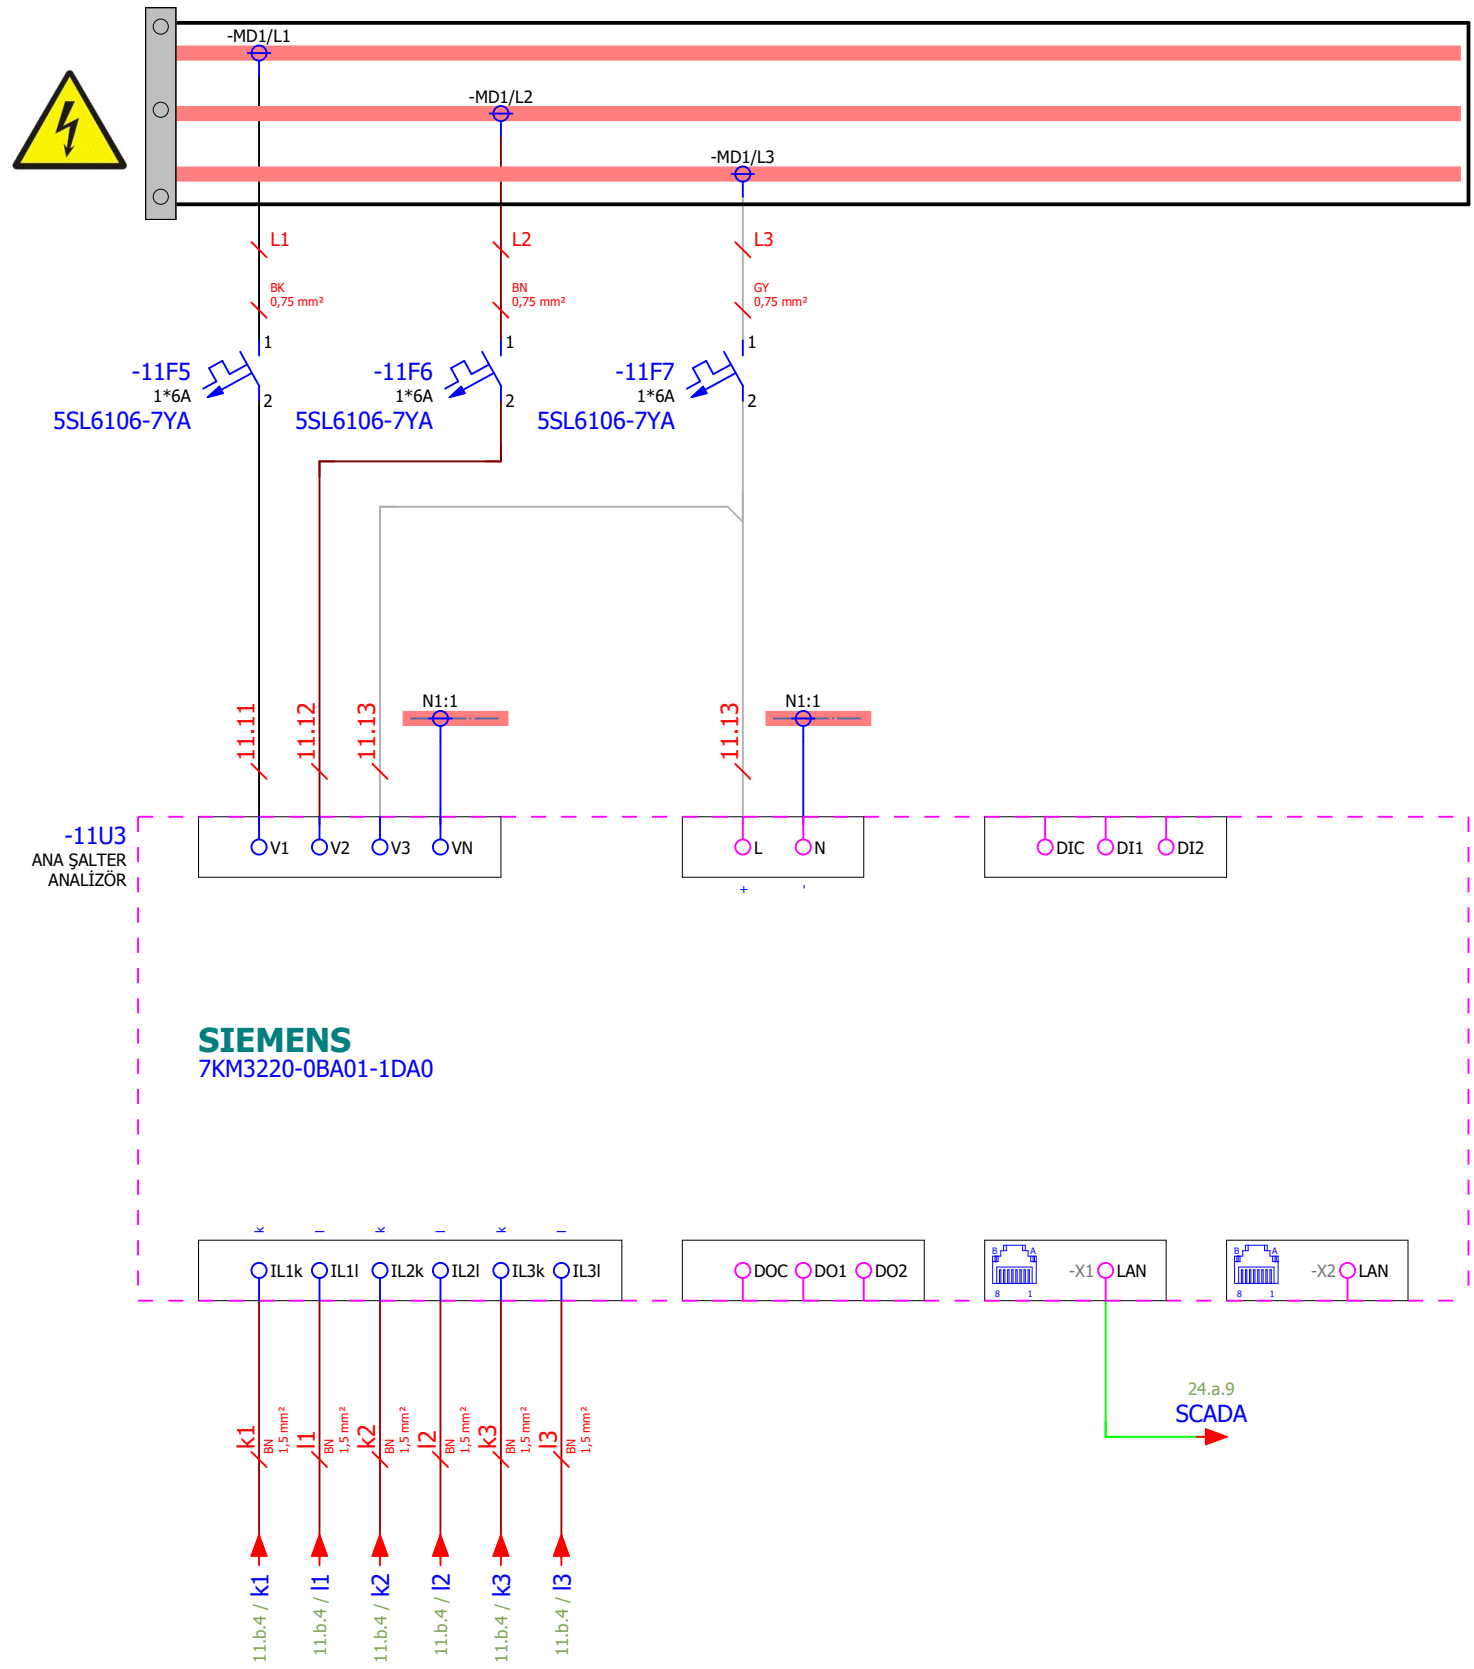 -MD1/L1
-MD1/L2
-MD1/L3
L1
L2
L3
BK
0,75 mm²
BN
0,75 mm²
GY
0,75 mm²
1
1
1
-11F5
1*6A
5SL6106-7YA
2
-11F6
1*6A
5SL6106-7YA
2
-11F7
1*6A
5SL6106-7YA
2
11.11
11.12
11.13
N1:1
11.13
N1:1
-11U3
ANA ŞALTER
ANALİZÖR
V1
V2
V3
VN
L
N
DIC
DI1
DI2
+
-
SIEMENS
7KM3220-0BA01-1DA0
k
l
k
l
k
l
IL1k
IL1l
IL2k
IL2l
IL3k
IL3l
DOC
DO1
DO2
B
A
8
1
-X1
LAN
B
A
8
1
-X2
LAN
k1
BN
1,5 mm²
l1
BN
1,5 mm²
k2
BN
1,5 mm²
l2
BN
1,5 mm²
k3
BN
1,5 mm²
l3
BN
1,5 mm²
24.a.9
SCADA
11.b.4 / k1
11.b.4 / l1
11.b.4 / k2
11.b.4 / l2
11.b.4 / k3
11.b.4 / l3